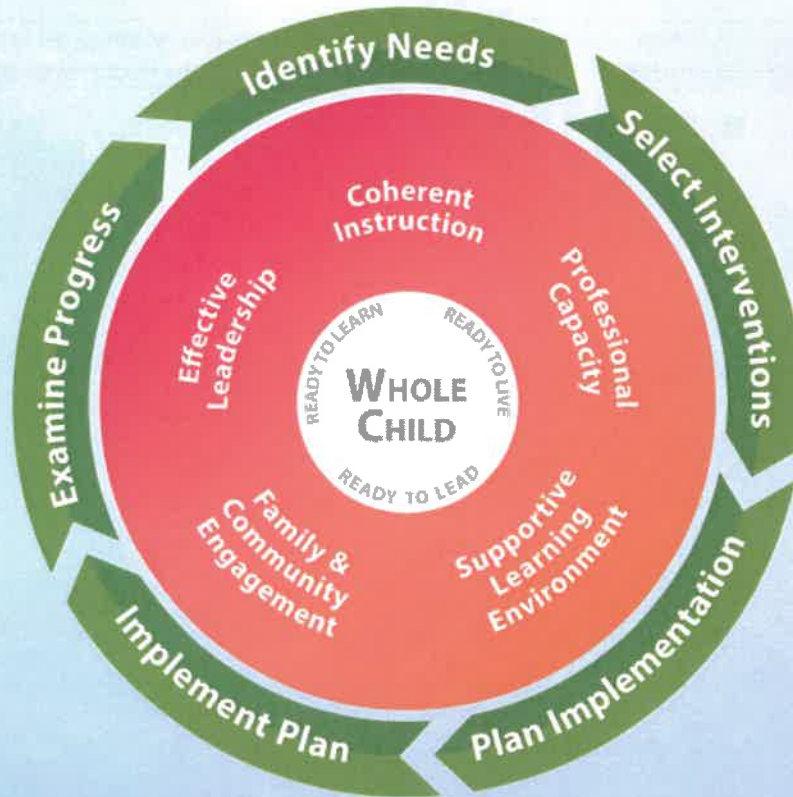 Identify Needs
Select Interventions
Plan Implementation
Implement Plan
Examine Progress
Coherent
Instruction
Professional
Capacity
Supportive
Learning
Environment
Family &
Community
Engagement
Effective
Leadership
READY TO LEARN
READY TO LIVE
READY TO LEAD
WHOLE
CHILD